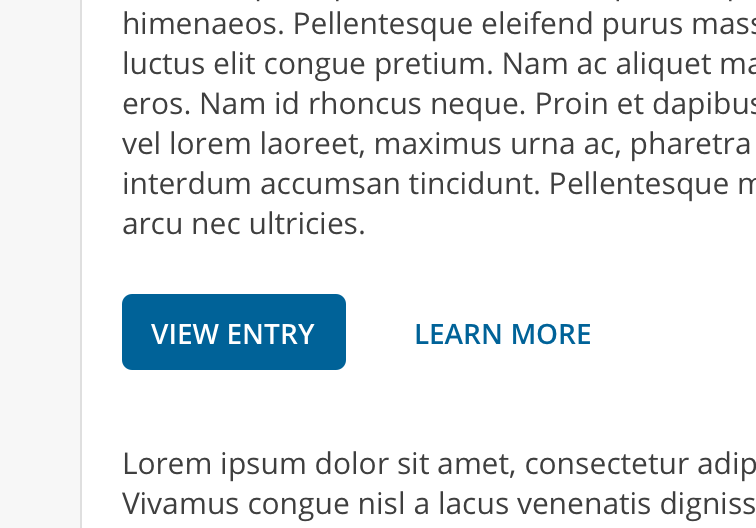 himenaeos. Pellentesque eleifend purus mass
luctus elit congue pretium. Nam ac aliquet ma
eros. Nam id rhoncus neque. Proin et dapibus
vel lorem laoreet, maximus urna ac, pharetra
interdum accumsan tincidunt. Pellentesque m
arcu nec ultricies.
VIEW ENTRY LEARN MORE
Lorem ipsum dolor sit amet, consectetur adip
Vivamus congue nisl a lacus venenatis digniss